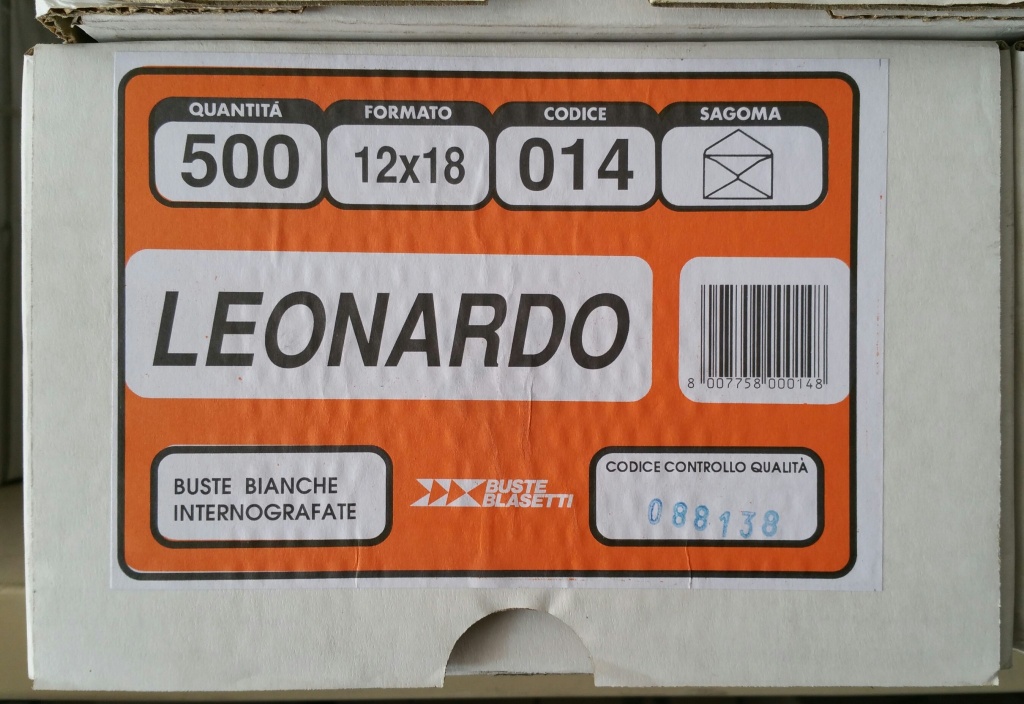 QUANTITÀ FORMATO CODICE SAGOMA
500 12x18 014
LEONARDO
8 007758 000148
BUSTE BIANCHE
INTERNOGRAFATE
BUSTE
BLASETTI
CODICE CONTROLLO QUALITÀ
088138